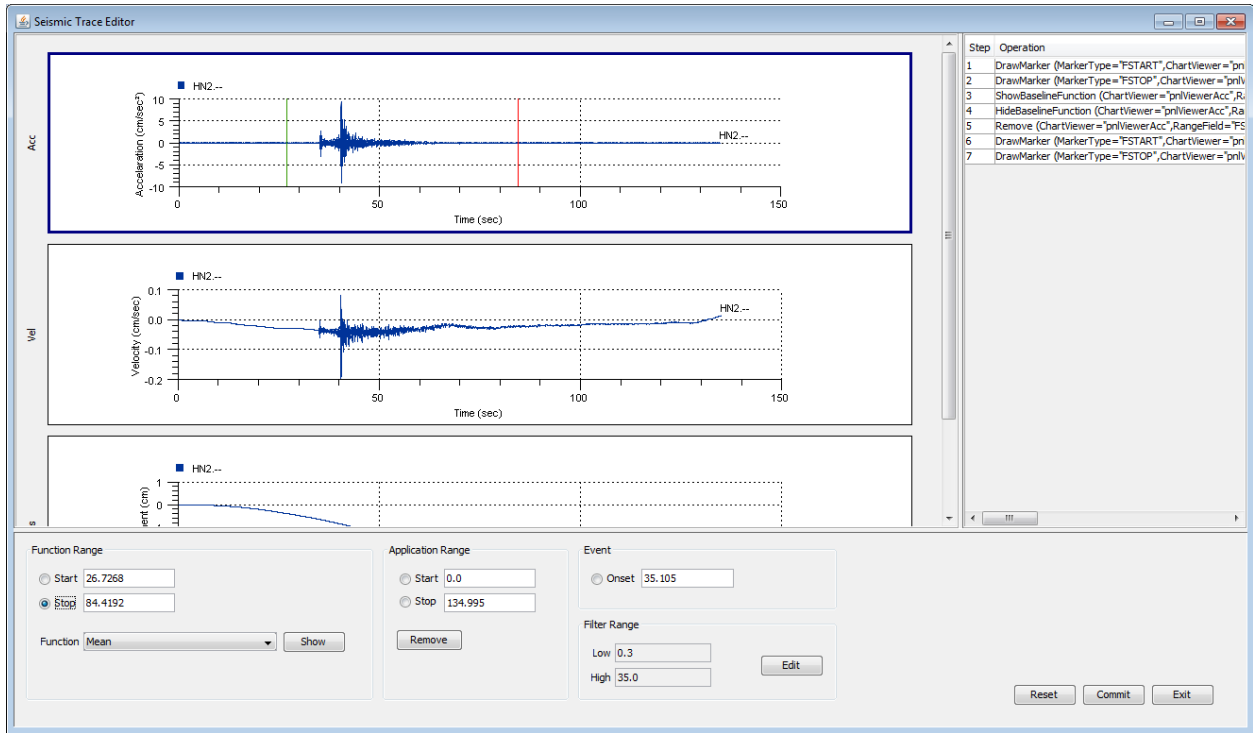 Seismic Trace Editor
Acc
HN2.--
Acceleration (cm/sec²)
10
5
0
-5
-10
HN2.--
0
50
100
150
Time (sec)
Vel
HN2.--
Velocity (cm/sec)
0.1
0.0
-0.1
-0.2
HN2.--
0
50
100
150
Time (sec)
HN2.--
1
0
Step Operation
1 DrawMarker (MarkerType="FSTART",ChartViewer="pn
2 DrawMarker (MarkerType="FSTOP",ChartViewer="pnlV
3 ShowBaselineFunction (ChartViewer="pnlViewerAcc",R
4 HideBaselineFunction (ChartViewer="pnlViewerAcc",Ra
5 Remove (ChartViewer="pnlViewerAcc",RangeField="FS
6 DrawMarker (MarkerType="FSTART",ChartViewer="pn
7 DrawMarker (MarkerType="FSTOP",ChartViewer="pnlV
Function Range
Start 26.7268
Stop 84.4192
Function Mean Show
Application Range
Start 0.0
Stop 134.995
Remove
Event
Onset 35.105
Filter Range
Low 0.3
High 35.0
Edit
Reset Commit Exit